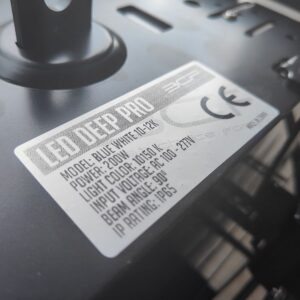 LED DEEP PRO
MODEL: BLUE WHITE 10-12K
POWER: 200W
LIGHT COLOR: 10150 K
INPUT VOLTAGE: AC 100 - 277V
BEAM ANGLE: 90°
IP RATING: IP65
CE